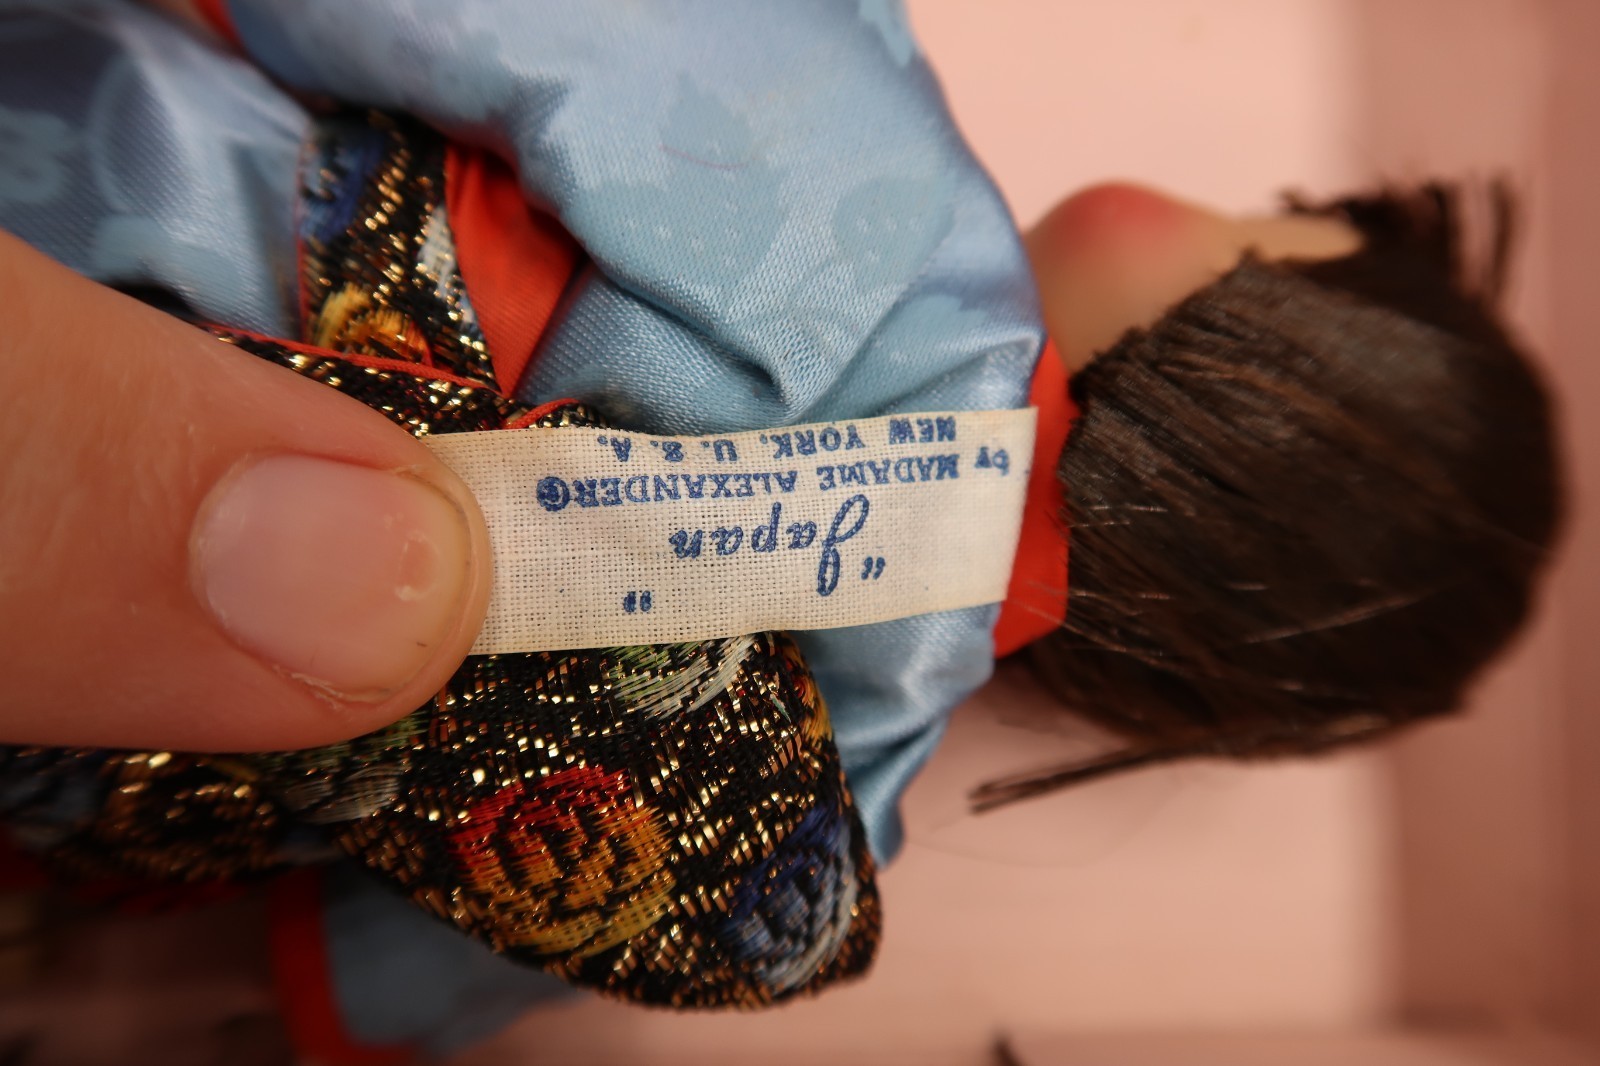 "Japan"
by MADAME ALEXANDER®
NEW YORK, U. S. A.